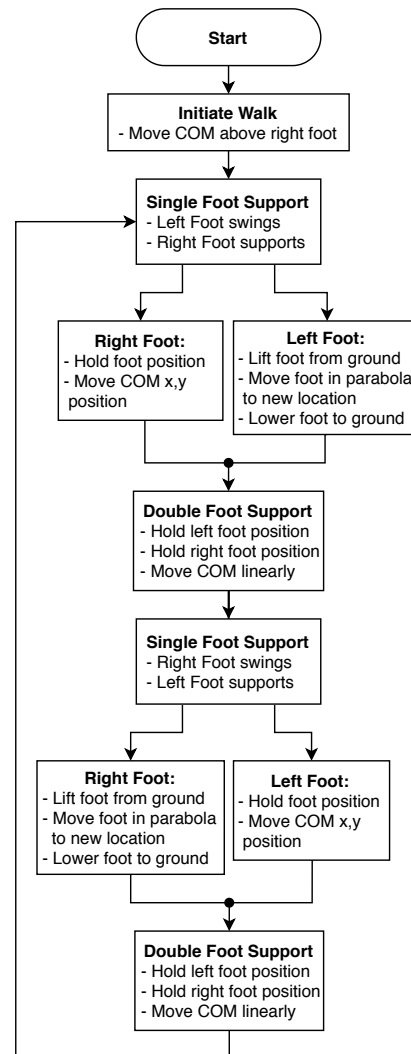 Start
Initiate Walk
- Move COM above right foot
Single Foot Support
- Left Foot swings
- Right Foot supports
Right Foot:
- Hold foot position
- Move COM x,y
position
Left Foot:
- Lift foot from ground
- Move foot in parabola
to new location
- Lower foot to ground
Double Foot Support
- Hold left foot position
- Hold right foot position
- Move COM linearly
Single Foot Support
- Right Foot swings
- Left Foot supports
Right Foot:
- Lift foot from ground
- Move foot in parabola
to new location
- Lower foot to ground
Left Foot:
- Hold foot position
- Move COM x,y
position
Double Foot Support
- Hold left foot position
- Hold right foot position
- Move COM linearly